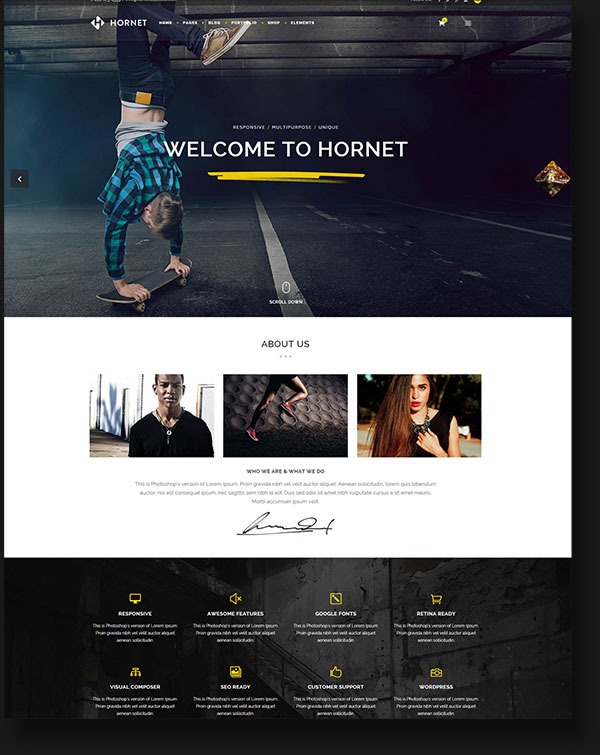 HORNET
HOME • PAGES • BLOG • PORTFOLIO • SHOP • ELEMENTS
RESPONSIVE / MULTIPURPOSE / UNIQUE
WELCOME TO HORNET
SCROLL DOWN
ABOUT US
WHO WE ARE & WHAT WE DO
This is Photoshop's version of Lorem Ipsum. Proin gravida nibh vel velit auctor aliquet. Aenean sollicitudin, lorem quis bibendum
auctor, nisi elit consequat ipsum, nec sagittis sem nibh id elit. Duis sed odio sit amet nibh vulputate cursus a sit amet mauris.
Morbi accumsan ipsum velit.
RESPONSIVE
This is Photoshop's version of Lorem Ipsum.
Proin gravida nibh vel velit auctor aliquet
aenean sollicitudin
AWESOME FEATURES
This is Photoshop's version of Lorem Ipsum.
Proin gravida nibh vel velit auctor aliquet
aenean sollicitudin
GOOGLE FONTS
This is Photoshop's version of Lorem Ipsum.
Proin gravida nibh vel velit auctor aliquet
aenean sollicitudin
RETINA READY
This is Photoshop's version of Lorem Ipsum.
Proin gravida nibh vel velit auctor aliquet
aenean sollicitudin
VISUAL COMPOSER
This is Photoshop's version of Lorem Ipsum.
Proin gravida nibh vel velit auctor aliquet
aenean sollicitudin
SEO READY
This is Photoshop's version of Lorem Ipsum.
Proin gravida nibh vel velit auctor aliquet
aenean sollicitudin
CUSTOMER SUPPORT
This is Photoshop's version of Lorem Ipsum.
Proin gravida nibh vel velit auctor aliquet
aenean sollicitudin
WORDPRESS
This is Photoshop's version of Lorem Ipsum.
Proin gravida nibh vel velit auctor aliquet
aenean sollicitudin